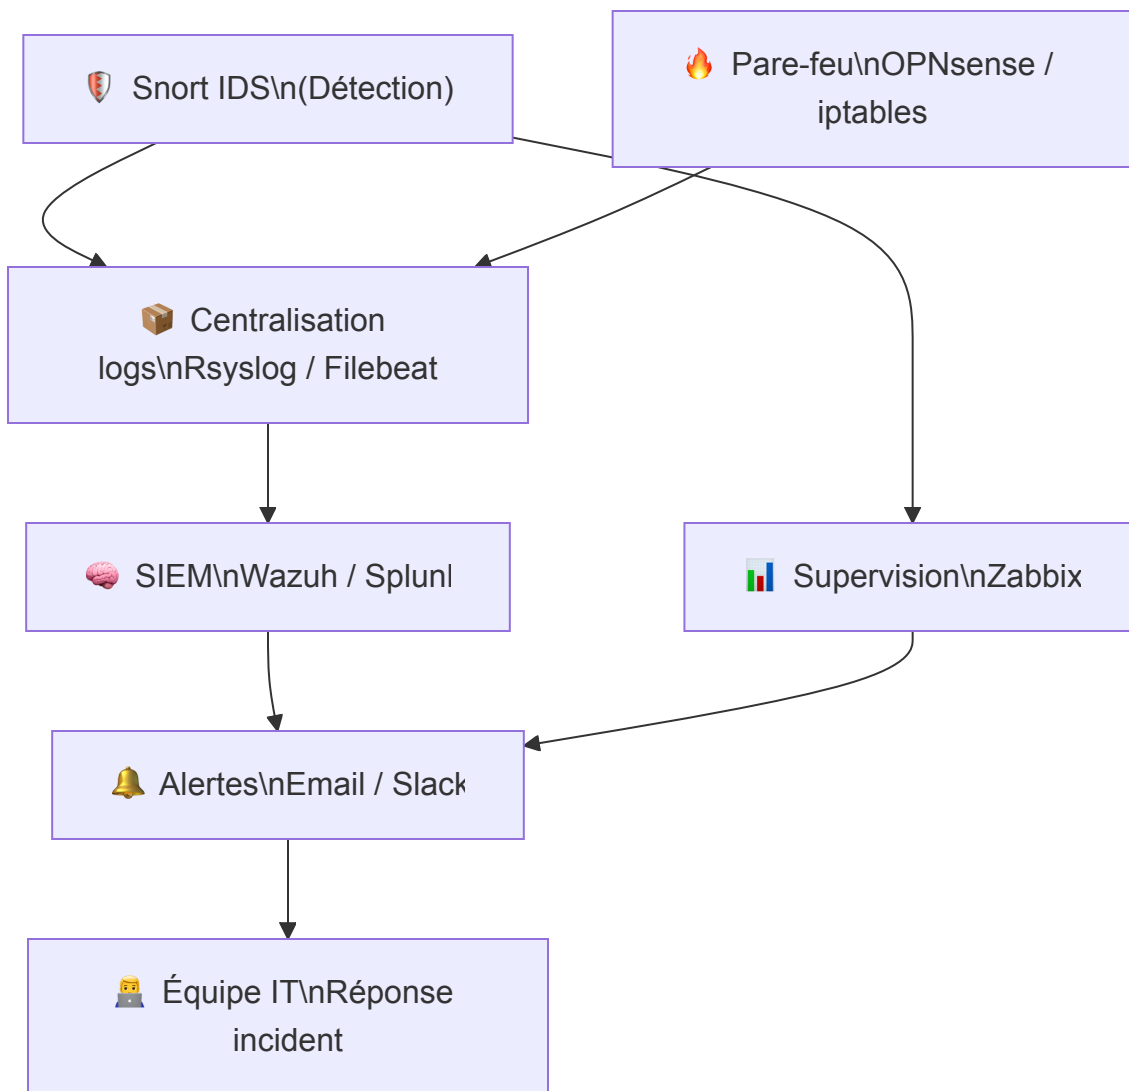 🛡 Snort IDS\n(Détection)
🔥 Pare-feu\nOPNsense /
iptables
📦 Centralisation
logs\nRsyslog / Filebeat
🧠 SIEM\nWazuh /
📊 Supervision\nZabbix
🔔 Alertes\nEmail / Slack
👨‍💻 Équipe IT\nRéponse
incident